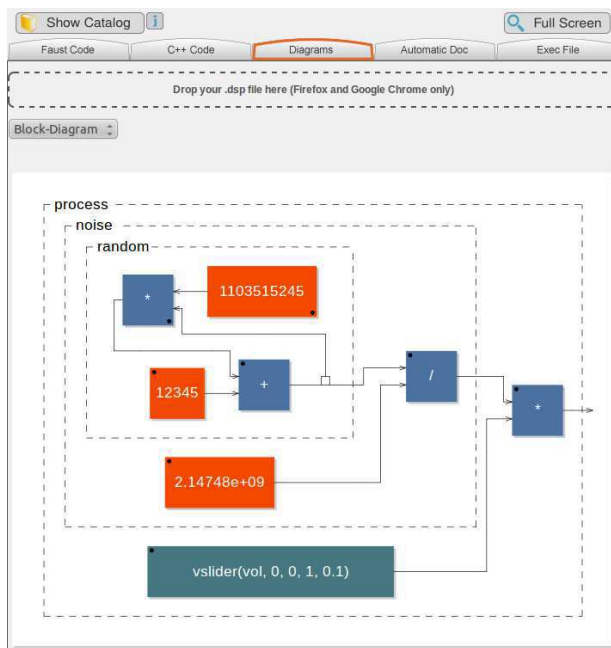 Show Catalog i Full Screen
Faust Code C++ Code Diagrams Automatic Doc Exec File
Drop your .dsp file here (Firefox and Google Chrome only)
Block-Diagram
process
noise
random
* 1103515245
12345 + / *
2.14748e+09
vslider(vol, 0, 0, 1, 0.1)